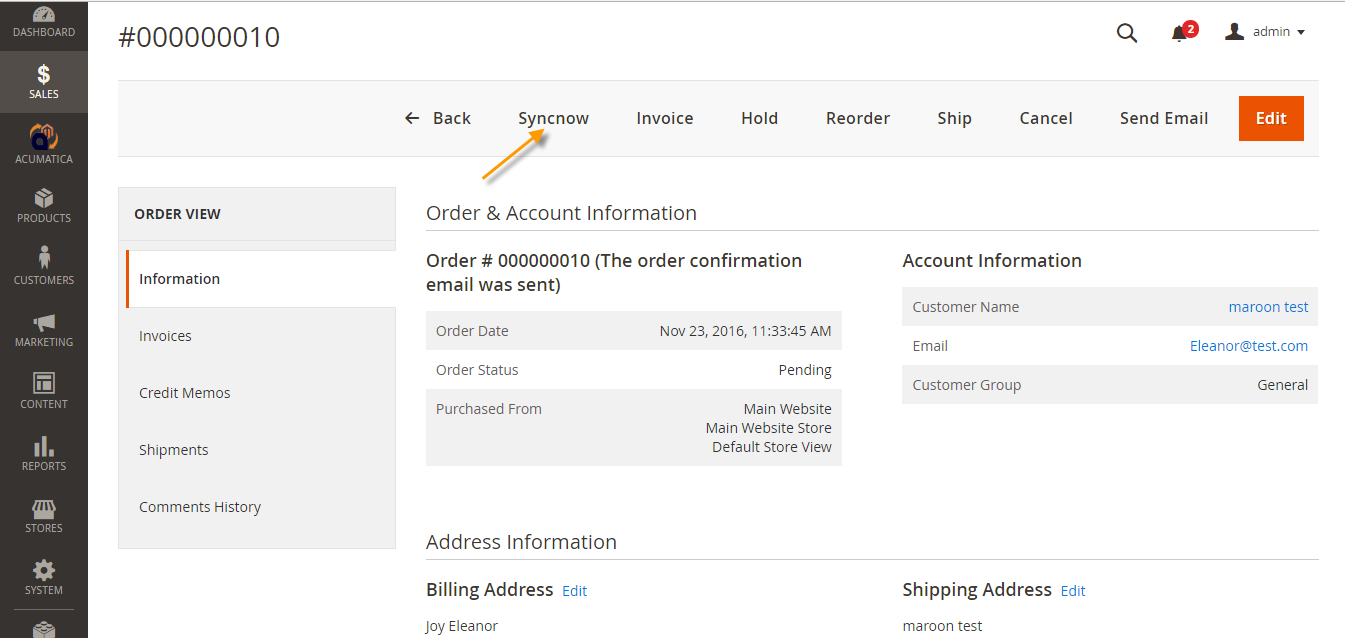 DASHBOARD
SALES
ACUMATICA
PRODUCTS
CUSTOMERS
MARKETING
CONTENT
REPORTS
STORES
SYSTEM
#000000010
2
admin
Back Syncnow Invoice Hold Reorder Ship Cancel Send Email Edit
ORDER VIEW
Information
Invoices
Credit Memos
Shipments
Comments History
Order & Account Information
Order # 000000010 (The order confirmation
email was sent)
Order Date Nov 23, 2016, 11:33:45 AM
Order Status Pending
Purchased From Main Website
Main Website Store
Default Store View
Account Information
Customer Name maroon test
Email Eleanor@test.com
Customer Group General
Address Information
Billing Address Edit
Joy Eleanor
Shipping Address Edit
maroon test